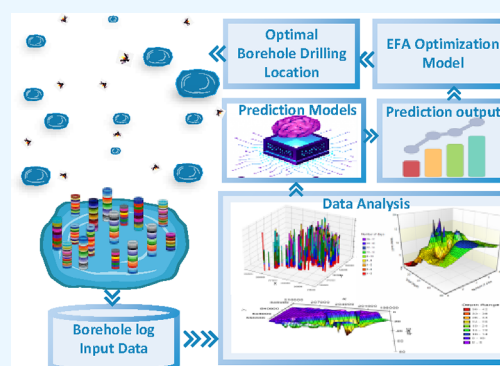 Optimal
Borehole Drilling
Location
EFA Optimization
Model
Prediction Models
Prediction output
Data Analysis
Borehole log
Input Data